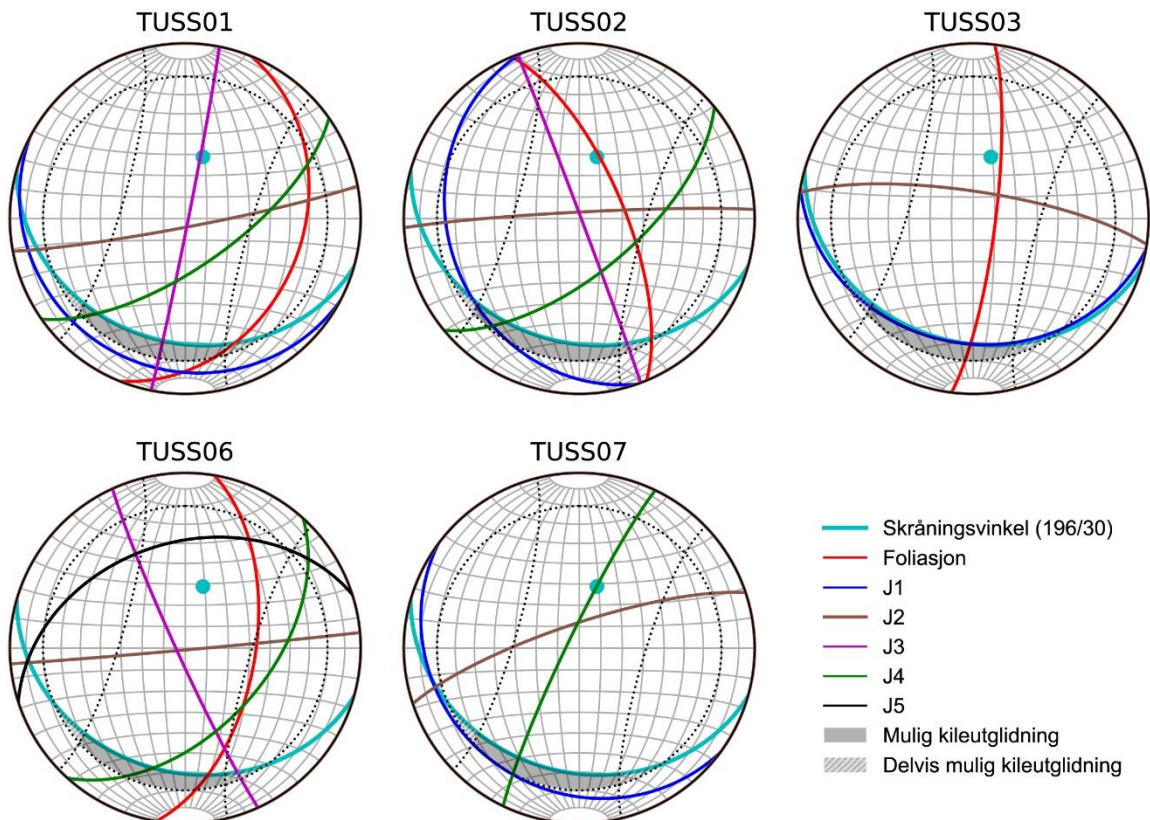 TUSS01
TUSS02
TUSS03
TUSS06
TUSS07
Skråningsvinkel (196/30)
Foliasjon
J1
J2
J3
J4
J5
Mulig kileutglidning
Delvis mulig kileutglidning